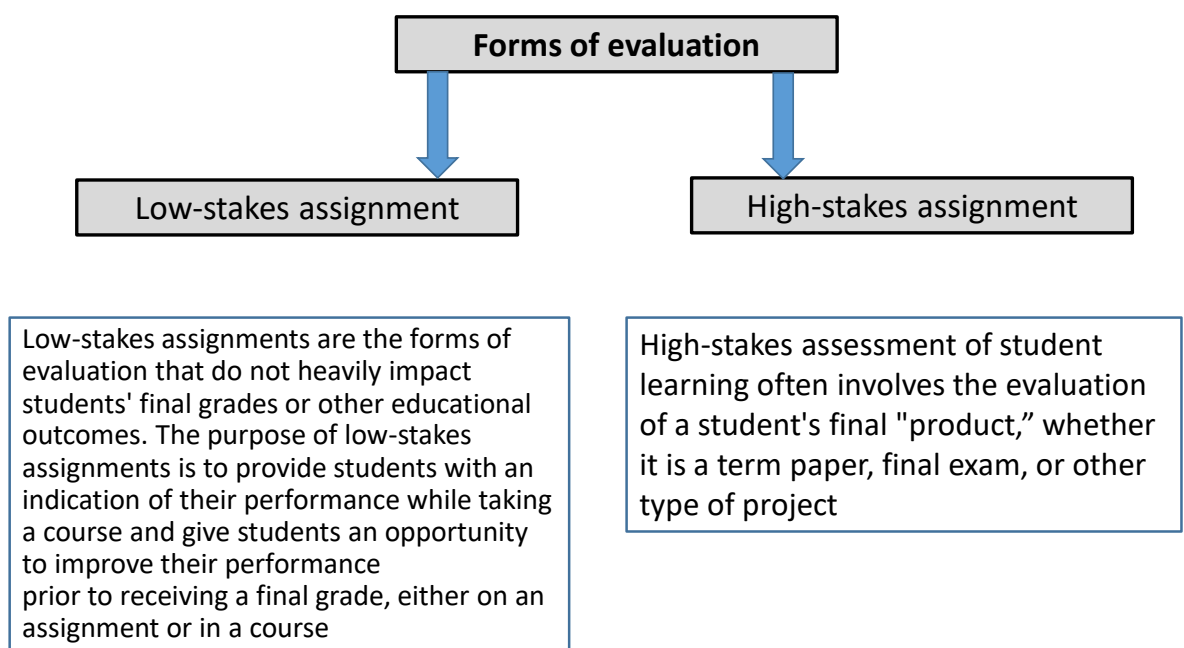 Forms of evaluation
Low-stakes assignment
High-stakes assignment
Low-stakes assignments are the forms of
evaluation that do not heavily impact
students' final grades or other educational
outcomes. The purpose of low-stakes
assignments is to provide students with an
indication of their performance while taking
a course and give students an opportunity
to improve their performance
prior to receiving a final grade, either on an
assignment or in a course
High-stakes assessment of student
learning often involves the evaluation
of a student's final "product,” whether
it is a term paper, final exam, or other
type of project